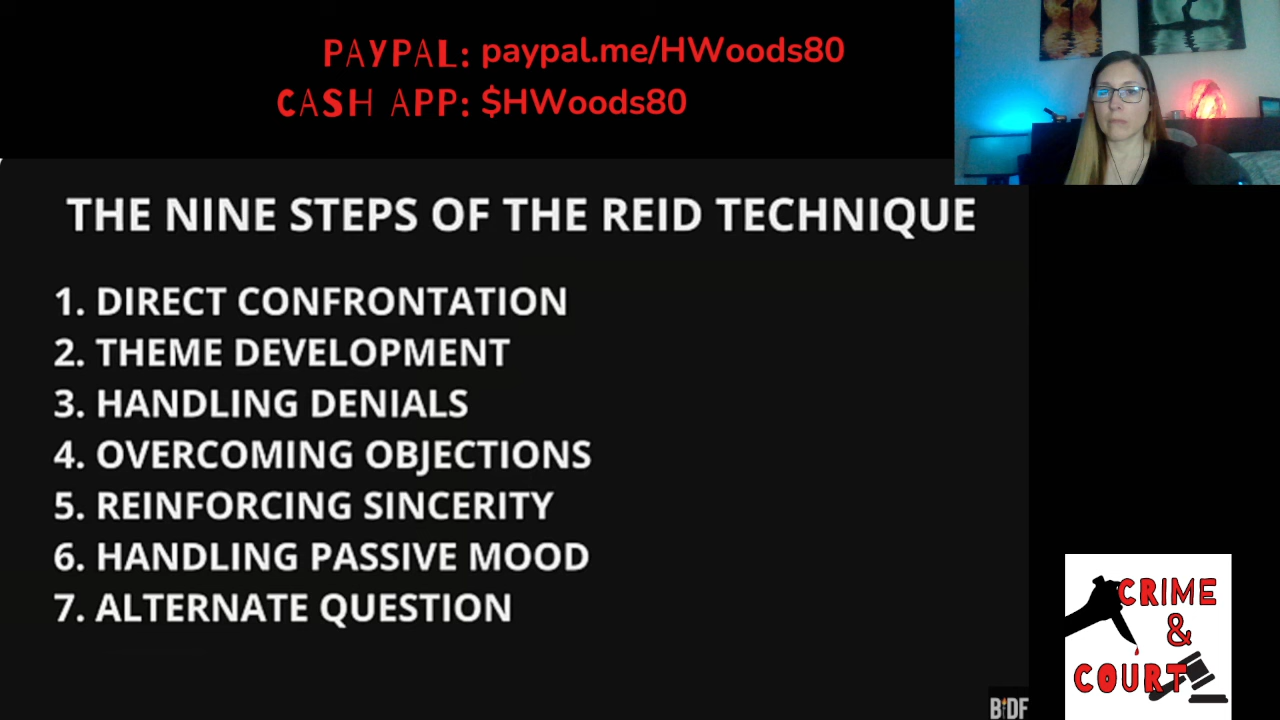 PAYPAL: paypal.me/HWoods80
CASH APP: $HWoods80
THE NINE STEPS OF THE REID TECHNIQUE
1. DIRECT CONFRONTATION
2. THEME DEVELOPMENT
3. HANDLING DENIALS
4. OVERCOMING OBJECTIONS
5. REINFORCING SINCERITY
6. HANDLING PASSIVE MOOD
7. ALTERNATE QUESTION
CRIME
&
COURT
BiDF